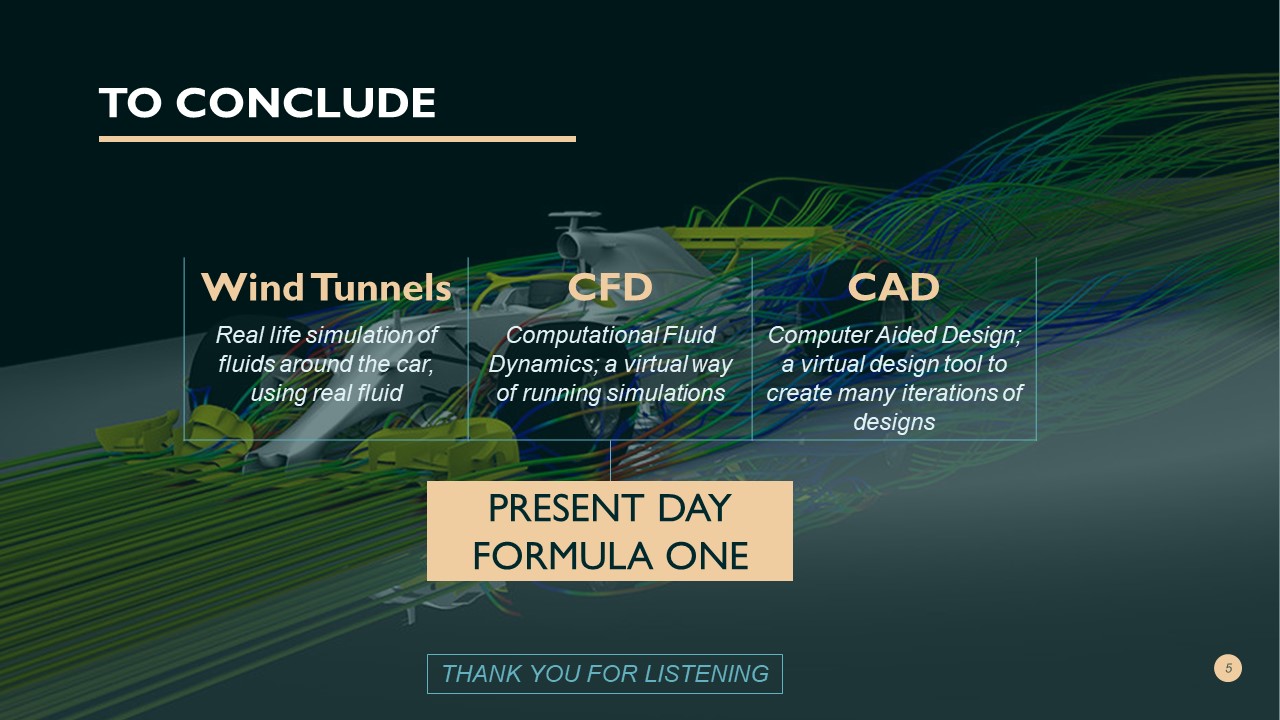 TO CONCLUDE
Wind Tunnels
Real life simulation of
fluids around the car,
using real fluid
CFD
Computational Fluid
Dynamics; a virtual way
of running simulations
CAD
Computer Aided Design;
a virtual design tool to
create many iterations of
designs
PRESENT DAY
FORMULA ONE
THANK YOU FOR LISTENING
5